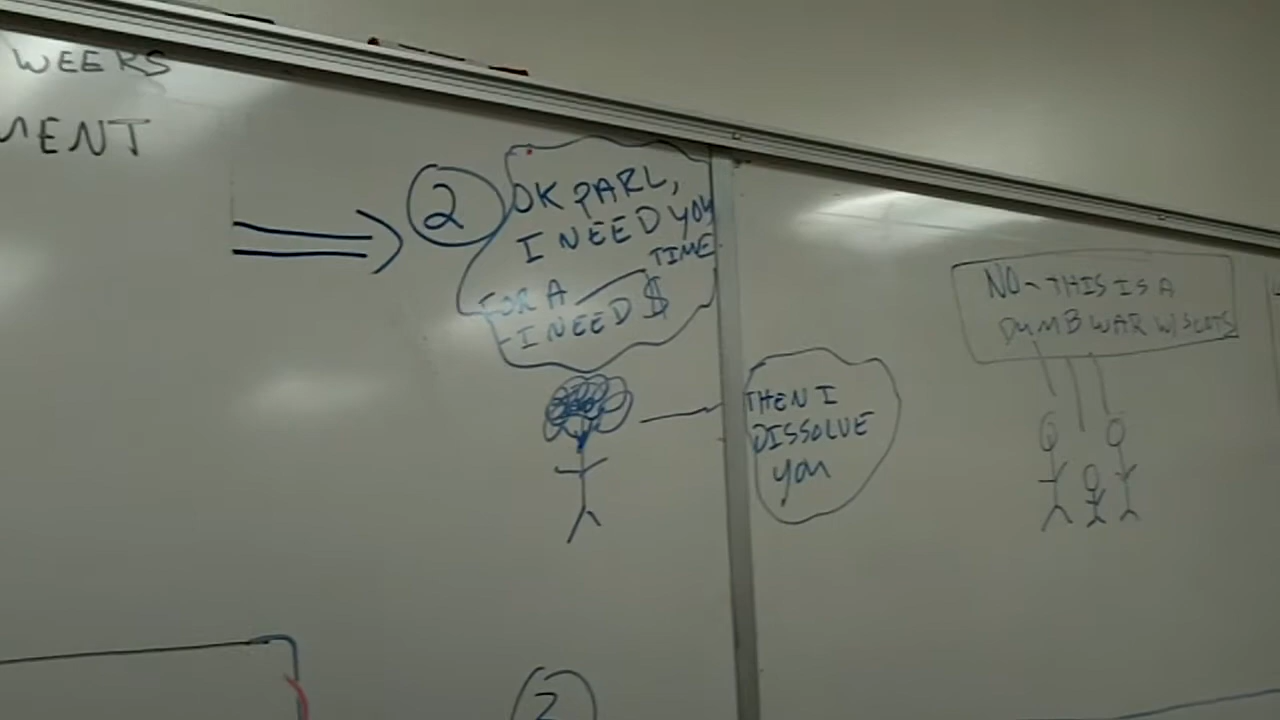 WEEKS
MENT
2
OK PARL,
I NEED YOU
TIME
FOR A
-I NEED $
THEN I
DISSOLVE
YOU
NO-THIS IS A
DUMB WAR W/SCOTS
2